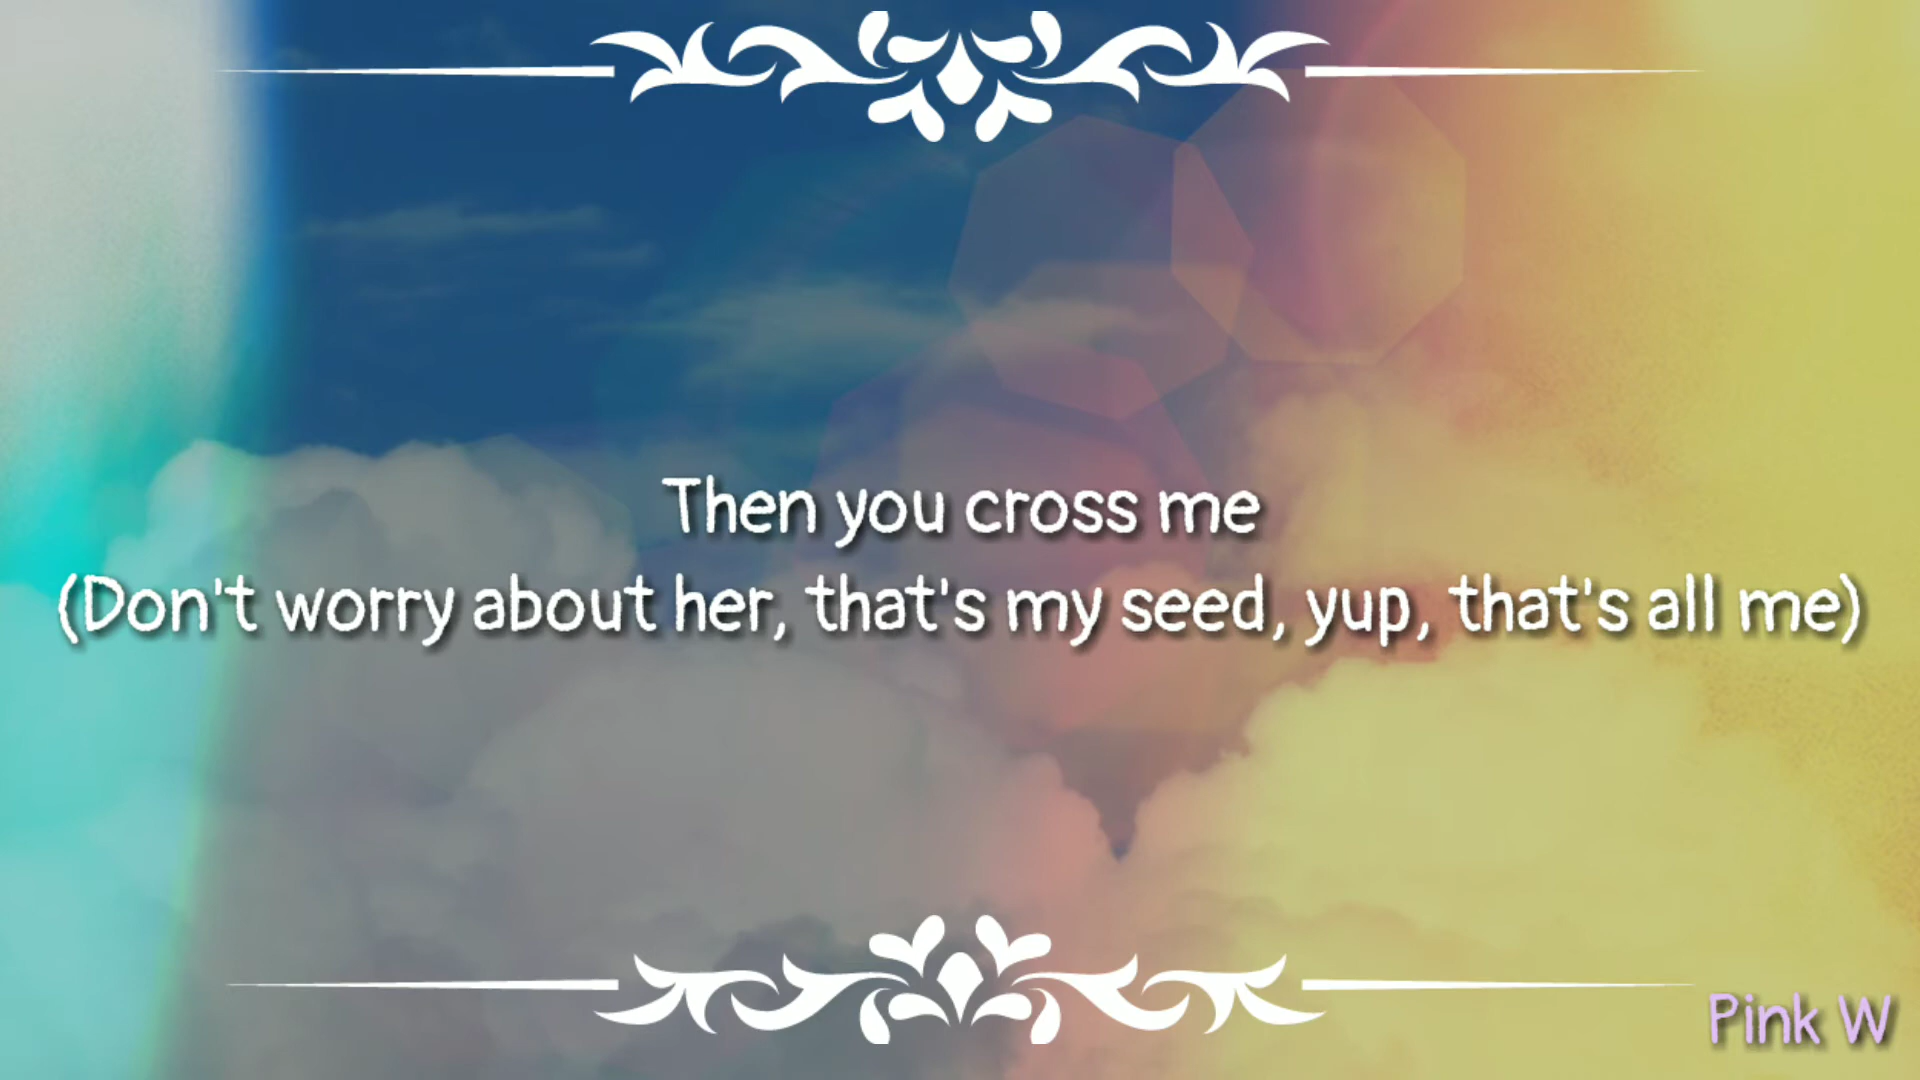 Then you cross me
(Don't worry about her, that's my seed, yup, that's all me)
Pink W